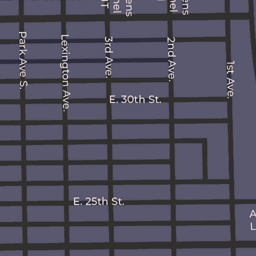 Park Ave S.
Lexington Ave.
3rd Ave.
2nd Ave.
1st Ave.
E. 30th St.
E. 25th St.